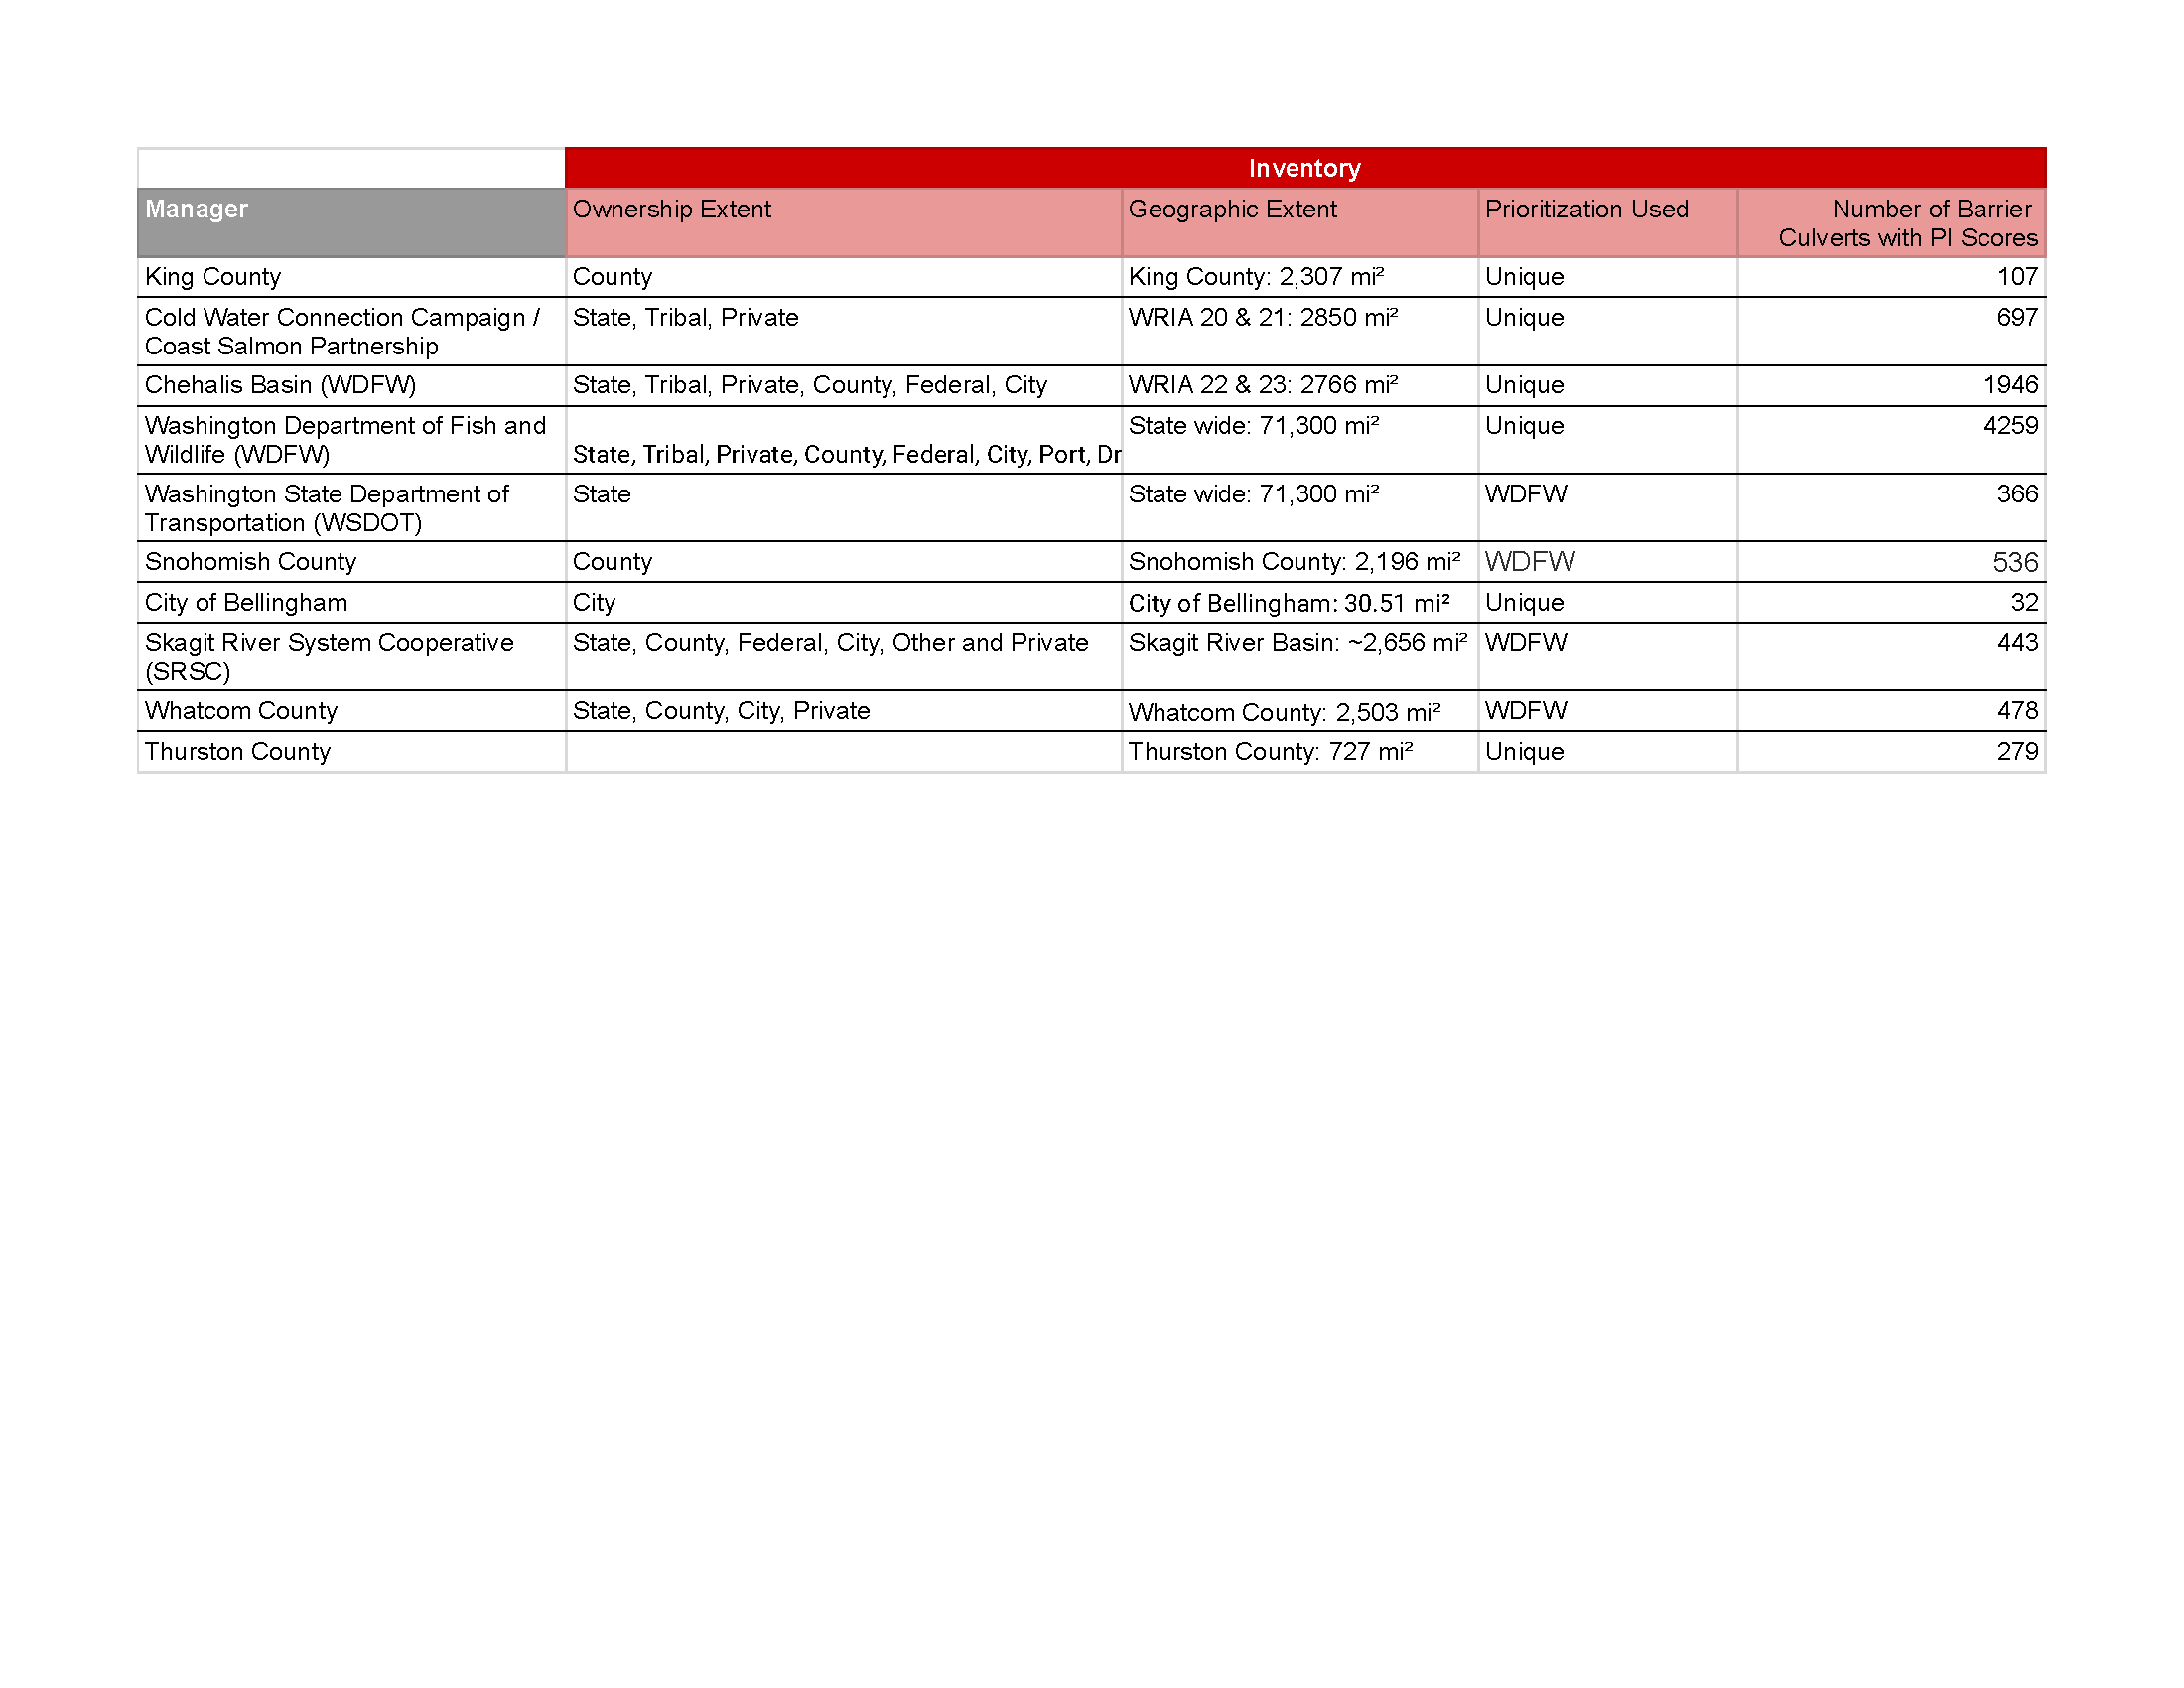 Inventory
Manager Ownership Extent Geographic Extent Prioritization Used Number of Barrier
Culverts with PI Scores
King County County King County: 2,307 mi² Unique 107
Cold Water Connection Campaign / State, Tribal, Private WRIA 20 & 21: 2850 mi² Unique 697
Coast Salmon Partnership
Chehalis Basin (WDFW) State, Tribal, Private, County, Federal, City WRIA 22 & 23: 2766 mi² Unique 1946
Washington Department of Fish and State wide: 71,300 mi² Unique 4259
Wildlife (WDFW) State, Tribal, Private, County, Federal, City, Port, Dr
Washington State Department of State State wide: 71,300 mi² WDFW 366
Transportation (WSDOT)
Snohomish County County Snohomish County: 2,196 mi² WDFW 536
City of Bellingham City City of Bellingham: 30.51 mi² Unique 32
Skagit River System Cooperative State, County, Federal, City, Other and Private Skagit River Basin: ~2,656 mi² WDFW 443
(SRSC)
Whatcom County State, County, City, Private Whatcom County: 2,503 mi² WDFW 478
Thurston County Thurston County: 727 mi² Unique 279